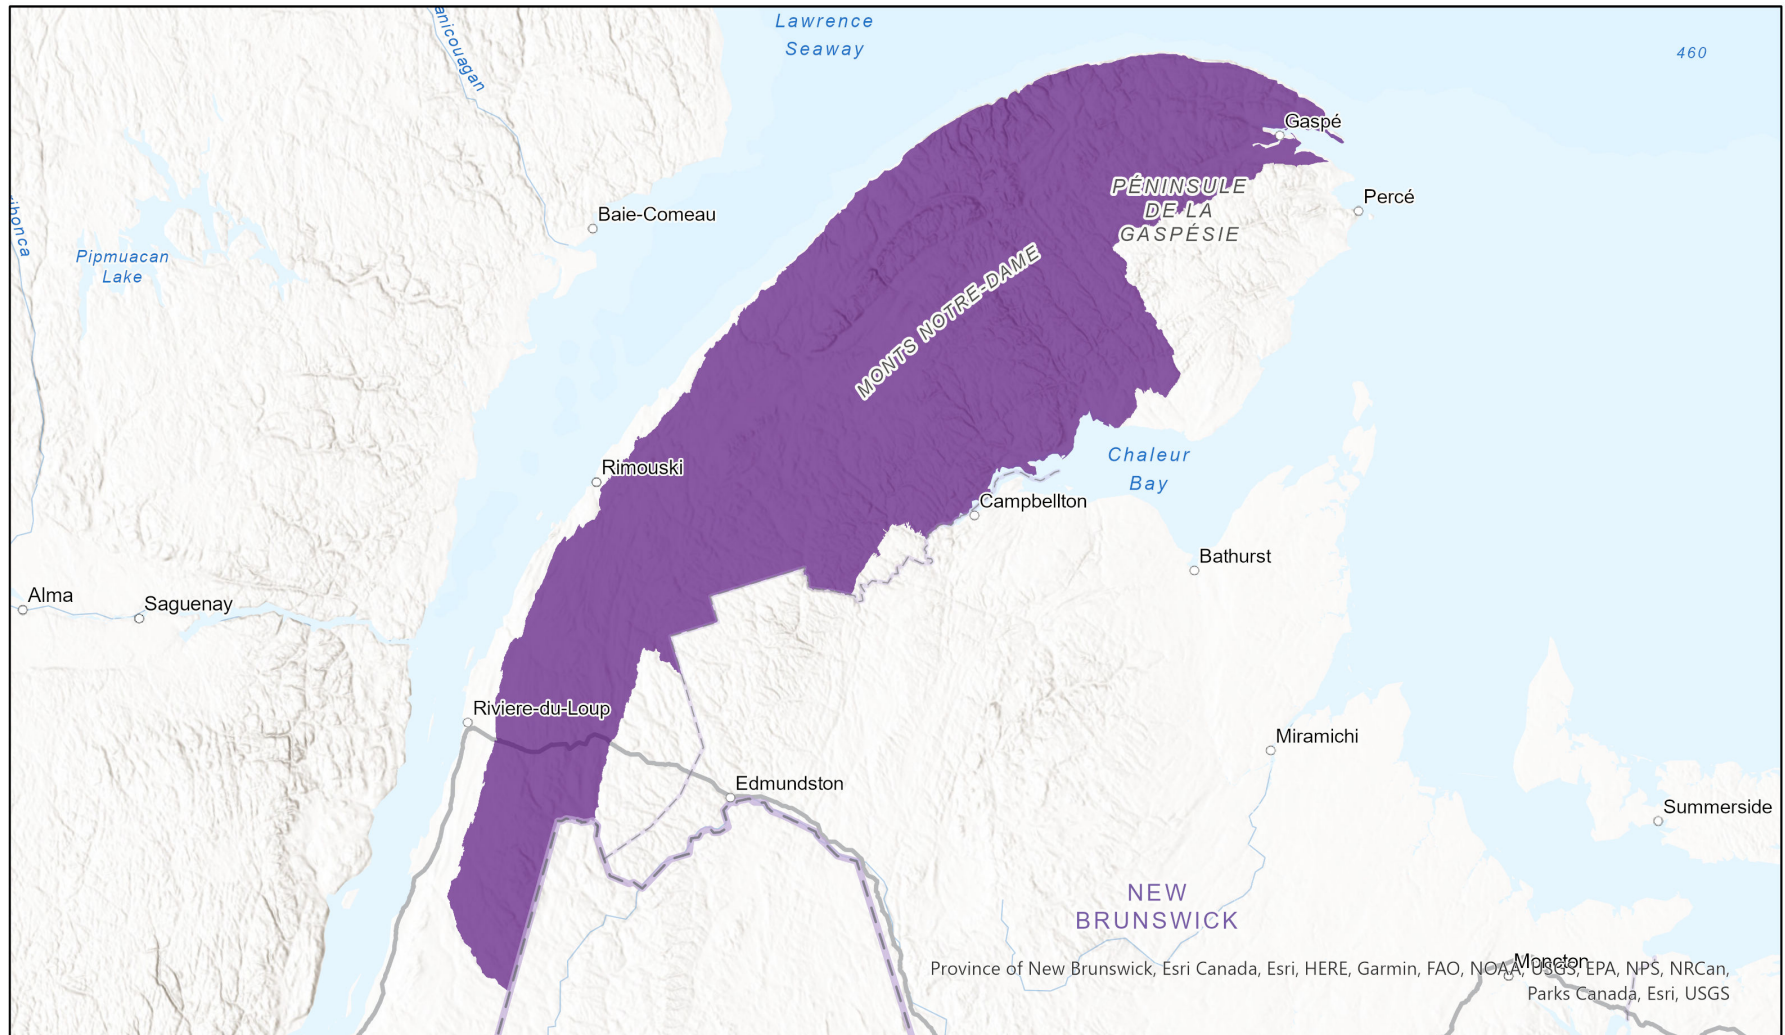 Lawrence
Seaway
anicouagan
460
Gaspé
PÉNINSULE
DE LA
GASPÉSIE
Percé
Baie-Comeau
Pipmuacan
Lake
ribonca
MONTS NOTRE-DAME
Rimouski
Chaleur
Bay
Campbellton
Bathurst
Alma
Saguenay
Riviere-du-Loup
Miramichi
Edmundston
Summerside
NEW
BRUNSWICK
Moncton
Province of New Brunswick, Esri Canada, Esri, HERE, Garmin, FAO, NOAA, USGS, EPA, NPS, NRCan,
Parks Canada, Esri, USGS